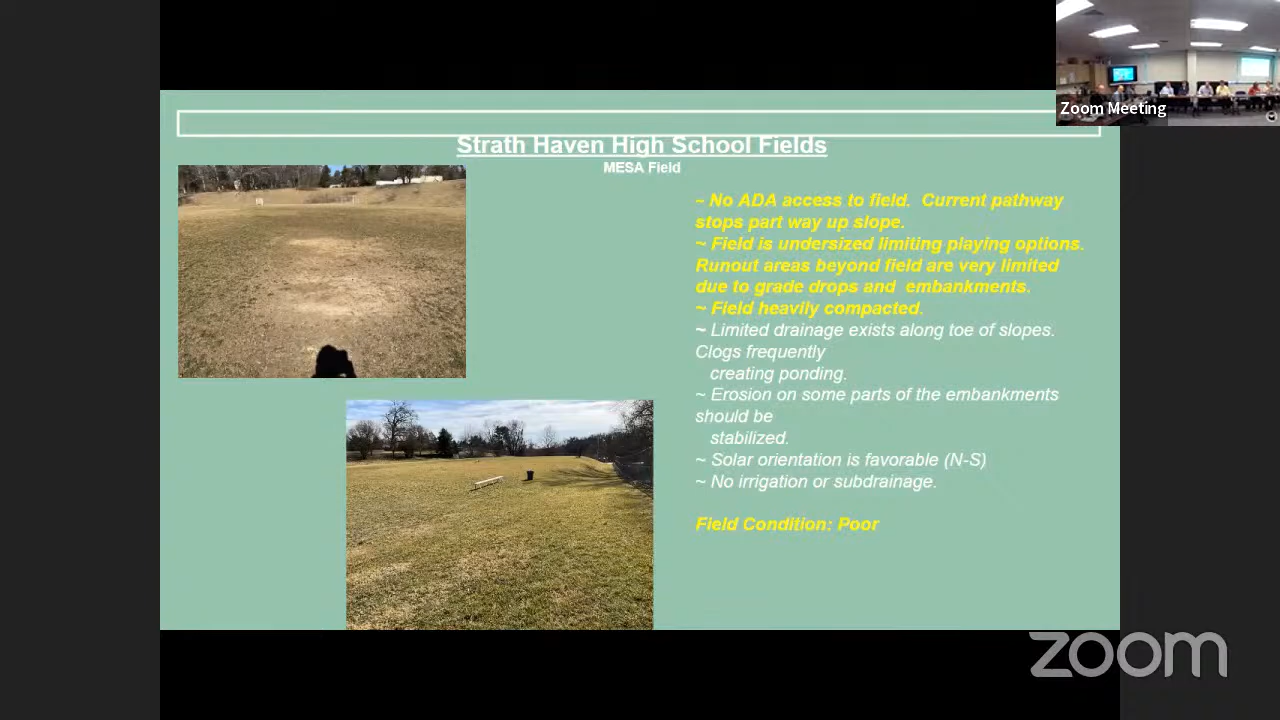 Zoom Meeting
Strath Haven High School Fields
MESA Field
~ No ADA access to field.  Current pathway
stops part way up slope.
~ Field is undersized limiting playing options.
Runout areas beyond field are very limited
due to grade drops and  embankments.
~ Field heavily compacted.
~ Limited drainage exists along toe of slopes.
Clogs frequently
creating ponding.
~ Erosion on some parts of the embankments
should be
stabilized.
~ Solar orientation is favorable (N-S)
~ No irrigation or subdrainage.
Field Condition: Poor
zoom